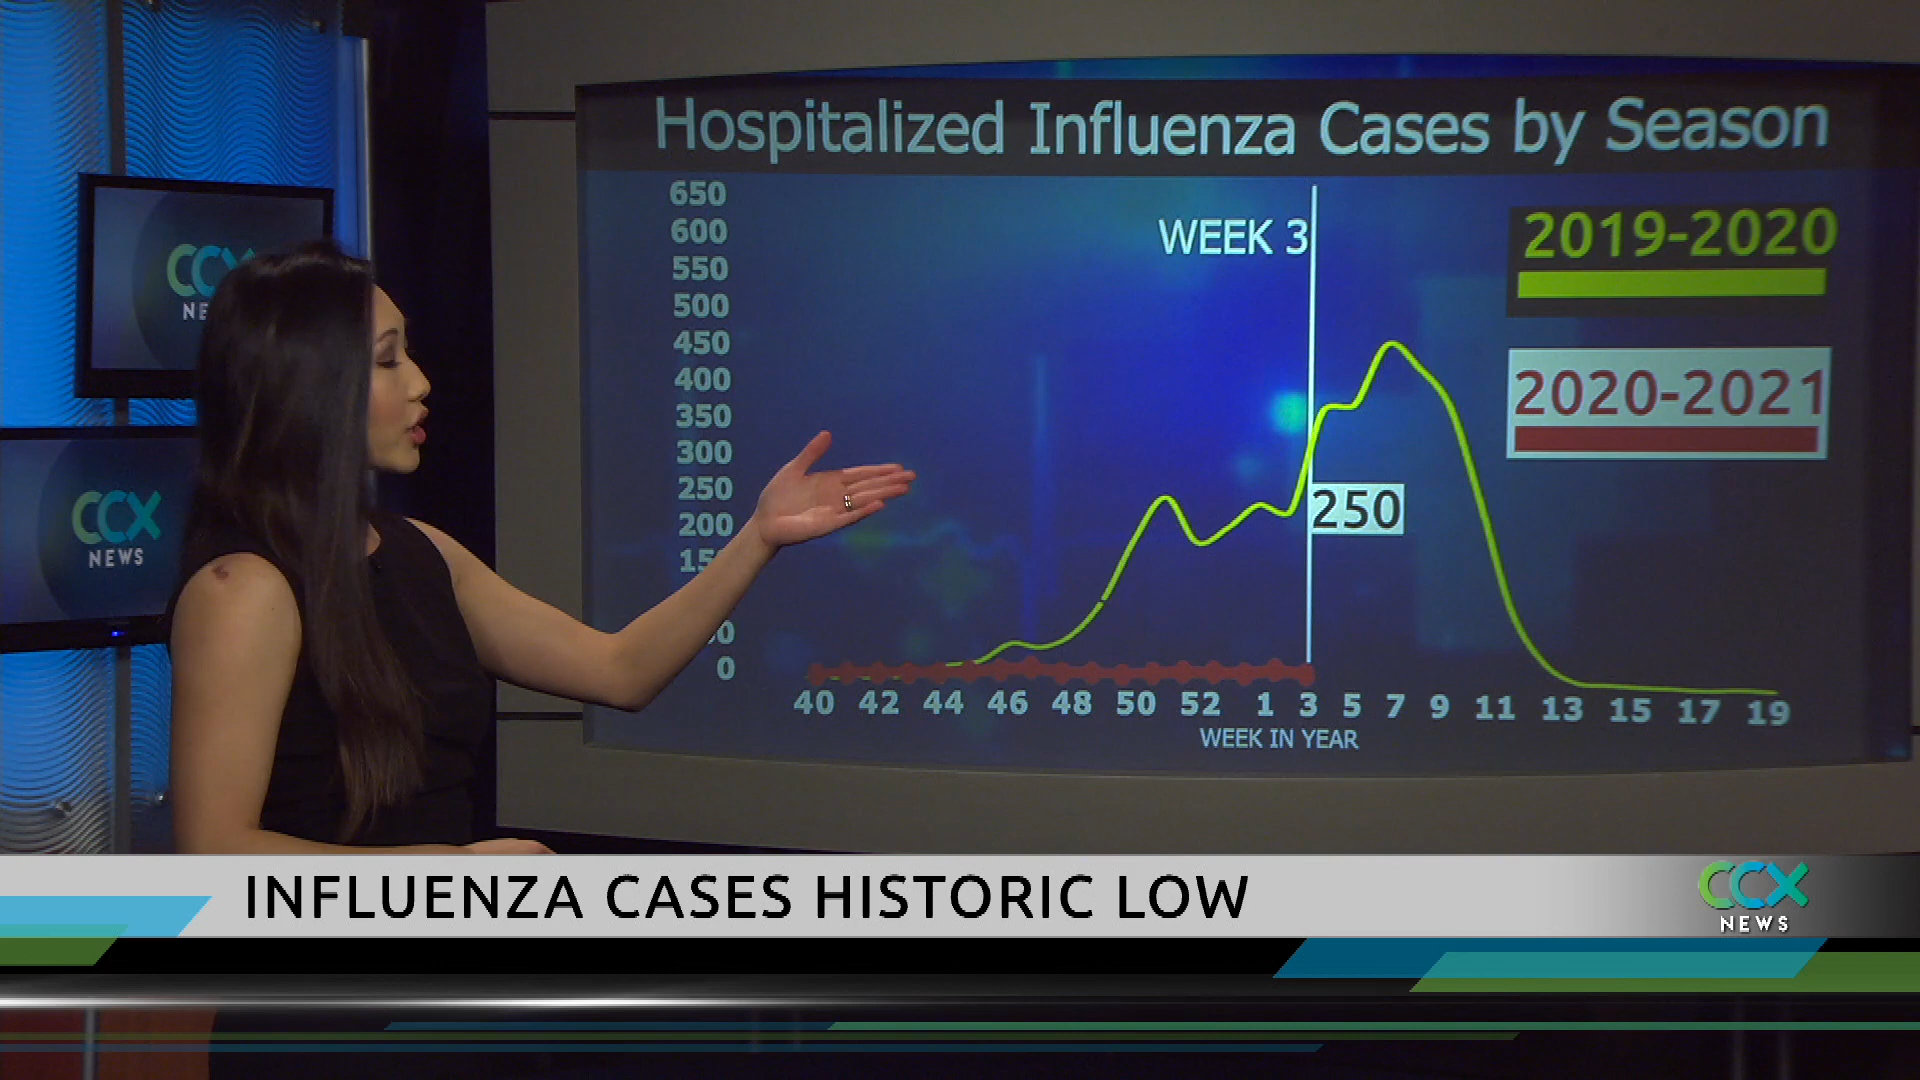 Hospitalized Influenza Cases by Season
650
600
550
500
450
400
350
300
250
200
0
WEEK 3
250
2019-2020
2020-2021
40 42 44 46 48 50 52 1 3 5 7 9 11 13 15 17 19
WEEK IN YEAR
CCX
CCX
NEWS
INFLUENZA CASES HISTORIC LOW
CCX
NEWS